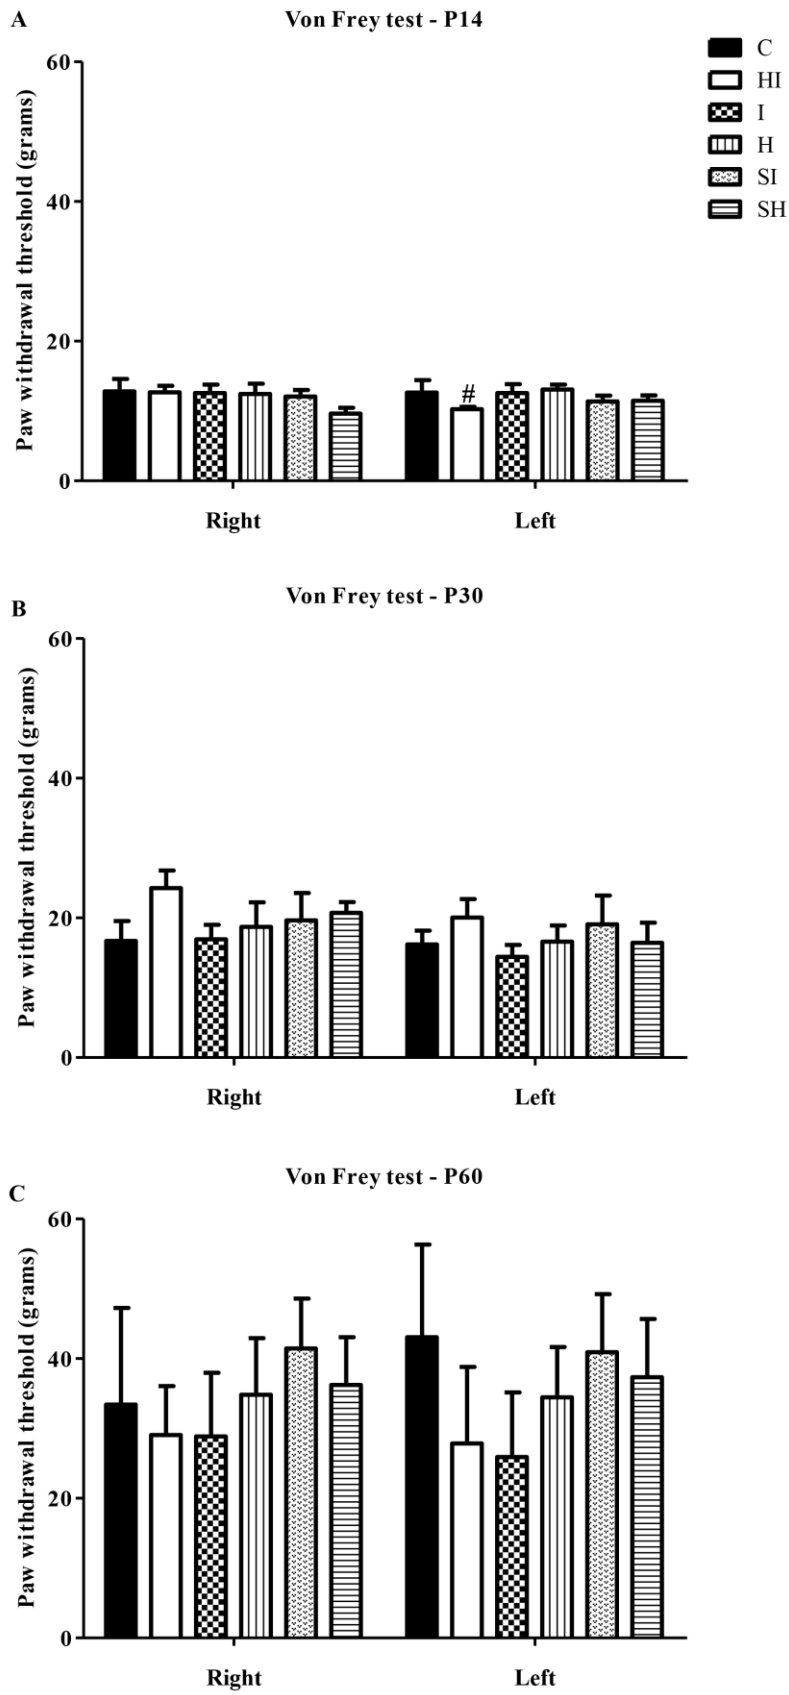 A
Von Frey test - P14
C
HI
I
H
SI
SH
Paw withdrawal threshold (grams)
60
40
20
0
#
Right
Left
B
Von Frey test - P30
Paw withdrawal threshold (grams)
60
40
20
0
Right
Left
C
Von Frey test - P60
Paw withdrawal threshold (grams)
60
40
20
0
Right
Left